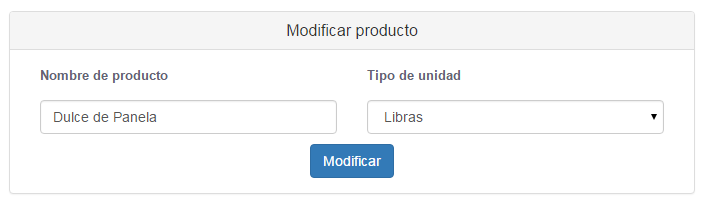 Modificar producto
Nombre de producto
Tipo de unidad
Dulce de Panela
Libras
Modificar